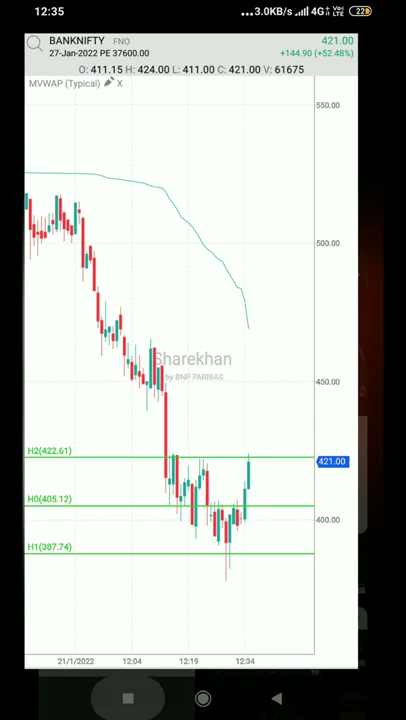 12:35
...3.0KB/s 4G Vo LTE 22
BANKNIFTY FNO 421.00
27-Jan-2022 PE 37600.00 +144.90 (+52.48%)
O: 411.15 H: 424.00 L: 411.00 C: 421.00 V: 61675
MVWAP (Typical) X
550.00
500.00
Sharekhan
by BNP PARIBAS
450.00
H2(422.61)
421.00
H0(405.12)
400.00
H1(387.74)
21/1/2022 12:04 12:19 12:34